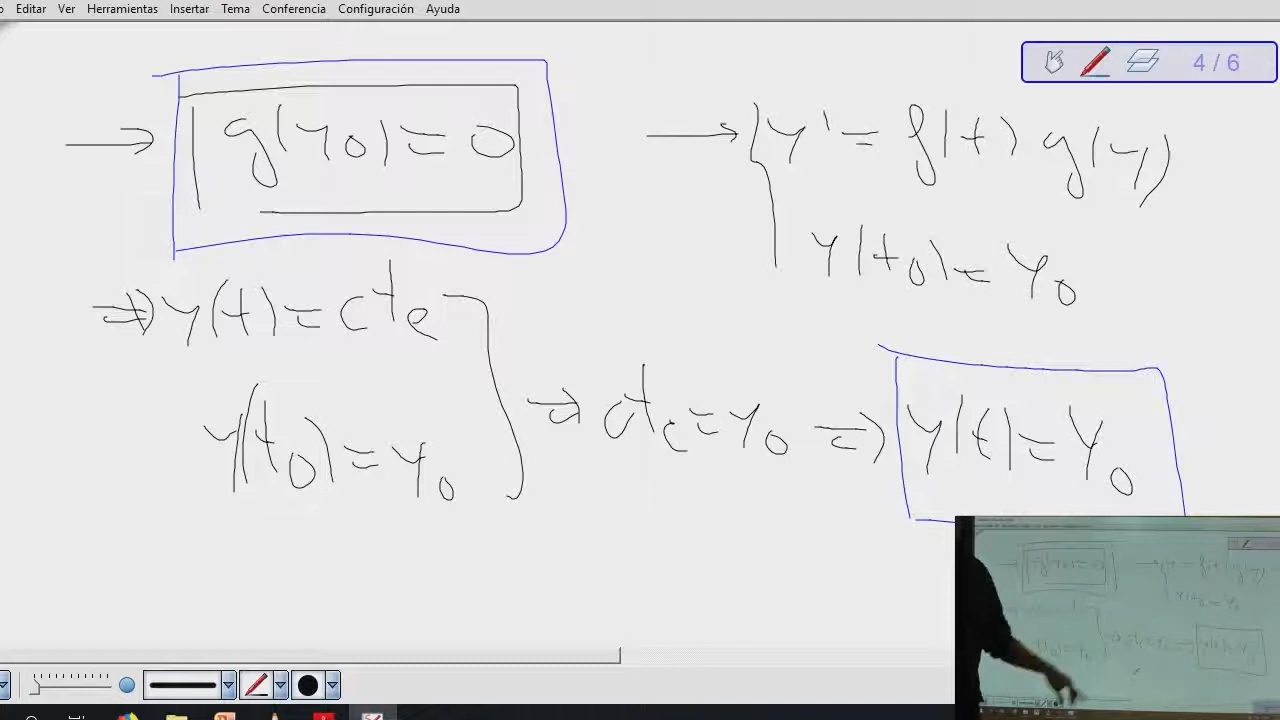 Editar Ver Herramientas Insertar Tema Conferencia Configuración Ayuda
4 / 6
→ g(y0) = 0
→ y' = f(t) g(y)
y(t0) = y0
⇒ y(t) = cte
y(t0) = y0
⇒ cte = y0 ⇒ y(t) = y0